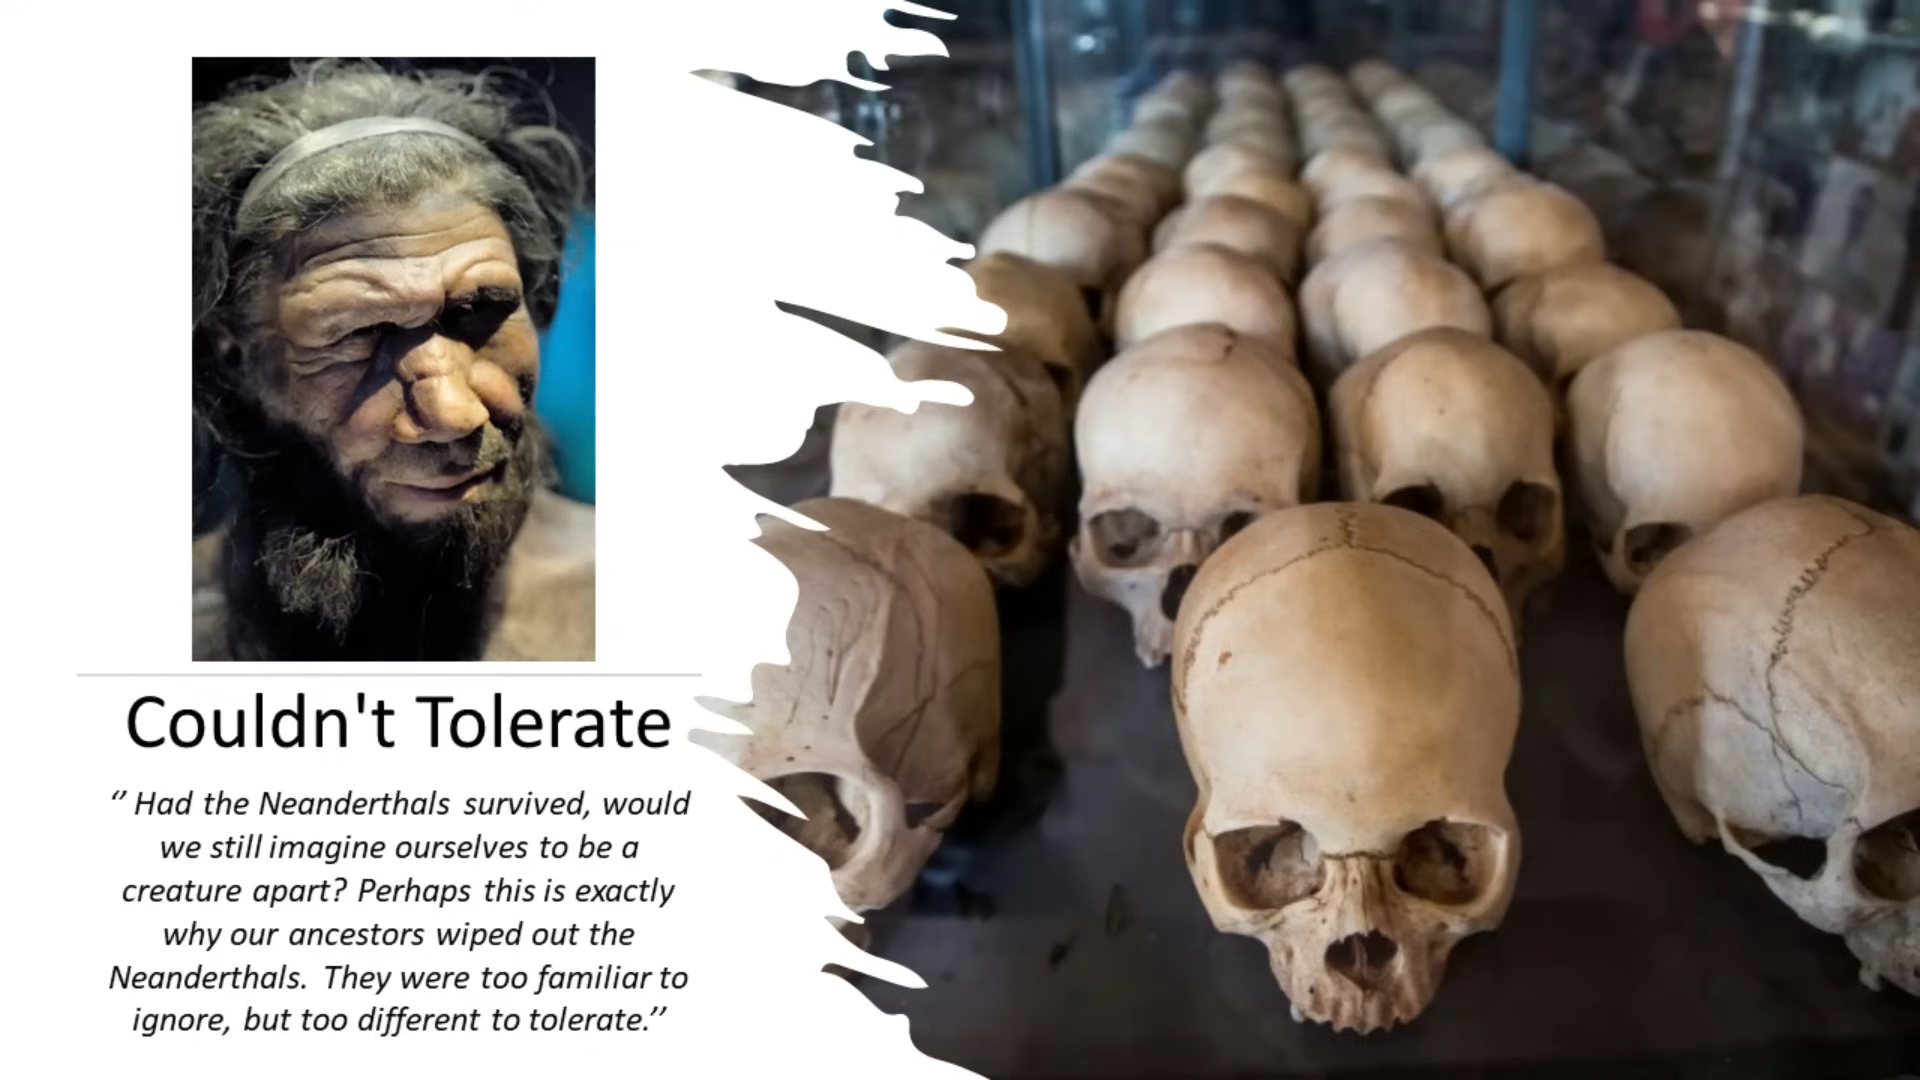 Couldn't Tolerate
‘’ Had the Neanderthals survived, would
we still imagine ourselves to be a
creature apart? Perhaps this is exactly
why our ancestors wiped out the
Neanderthals. They were too familiar to
ignore, but too different to tolerate.’’